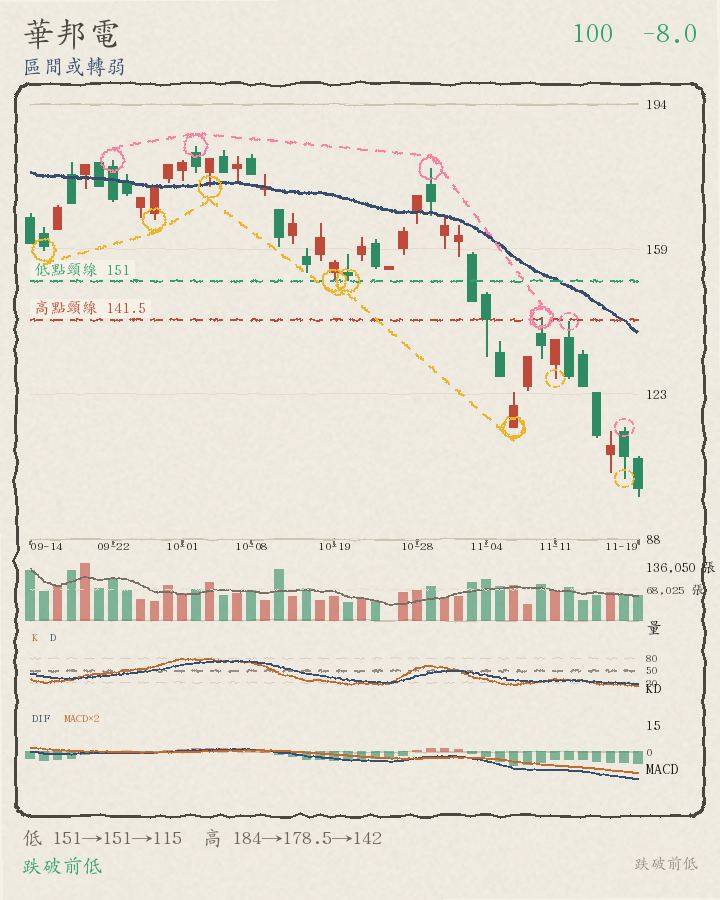 華邦電
100 -8.0
區間或轉弱
194
159
低點頸線 151
高點頸線 141.5
123
88
09-14 09-22 10-01 10-08 10-19 10-28 11-04 11-11 11-19
136,050 張
68,025 張
量
K D
80
50
20
KD
DIF MACD×2
15
0
MACD
低 151→151→115 高 184→178.5→142
跌破前低
跌破前低